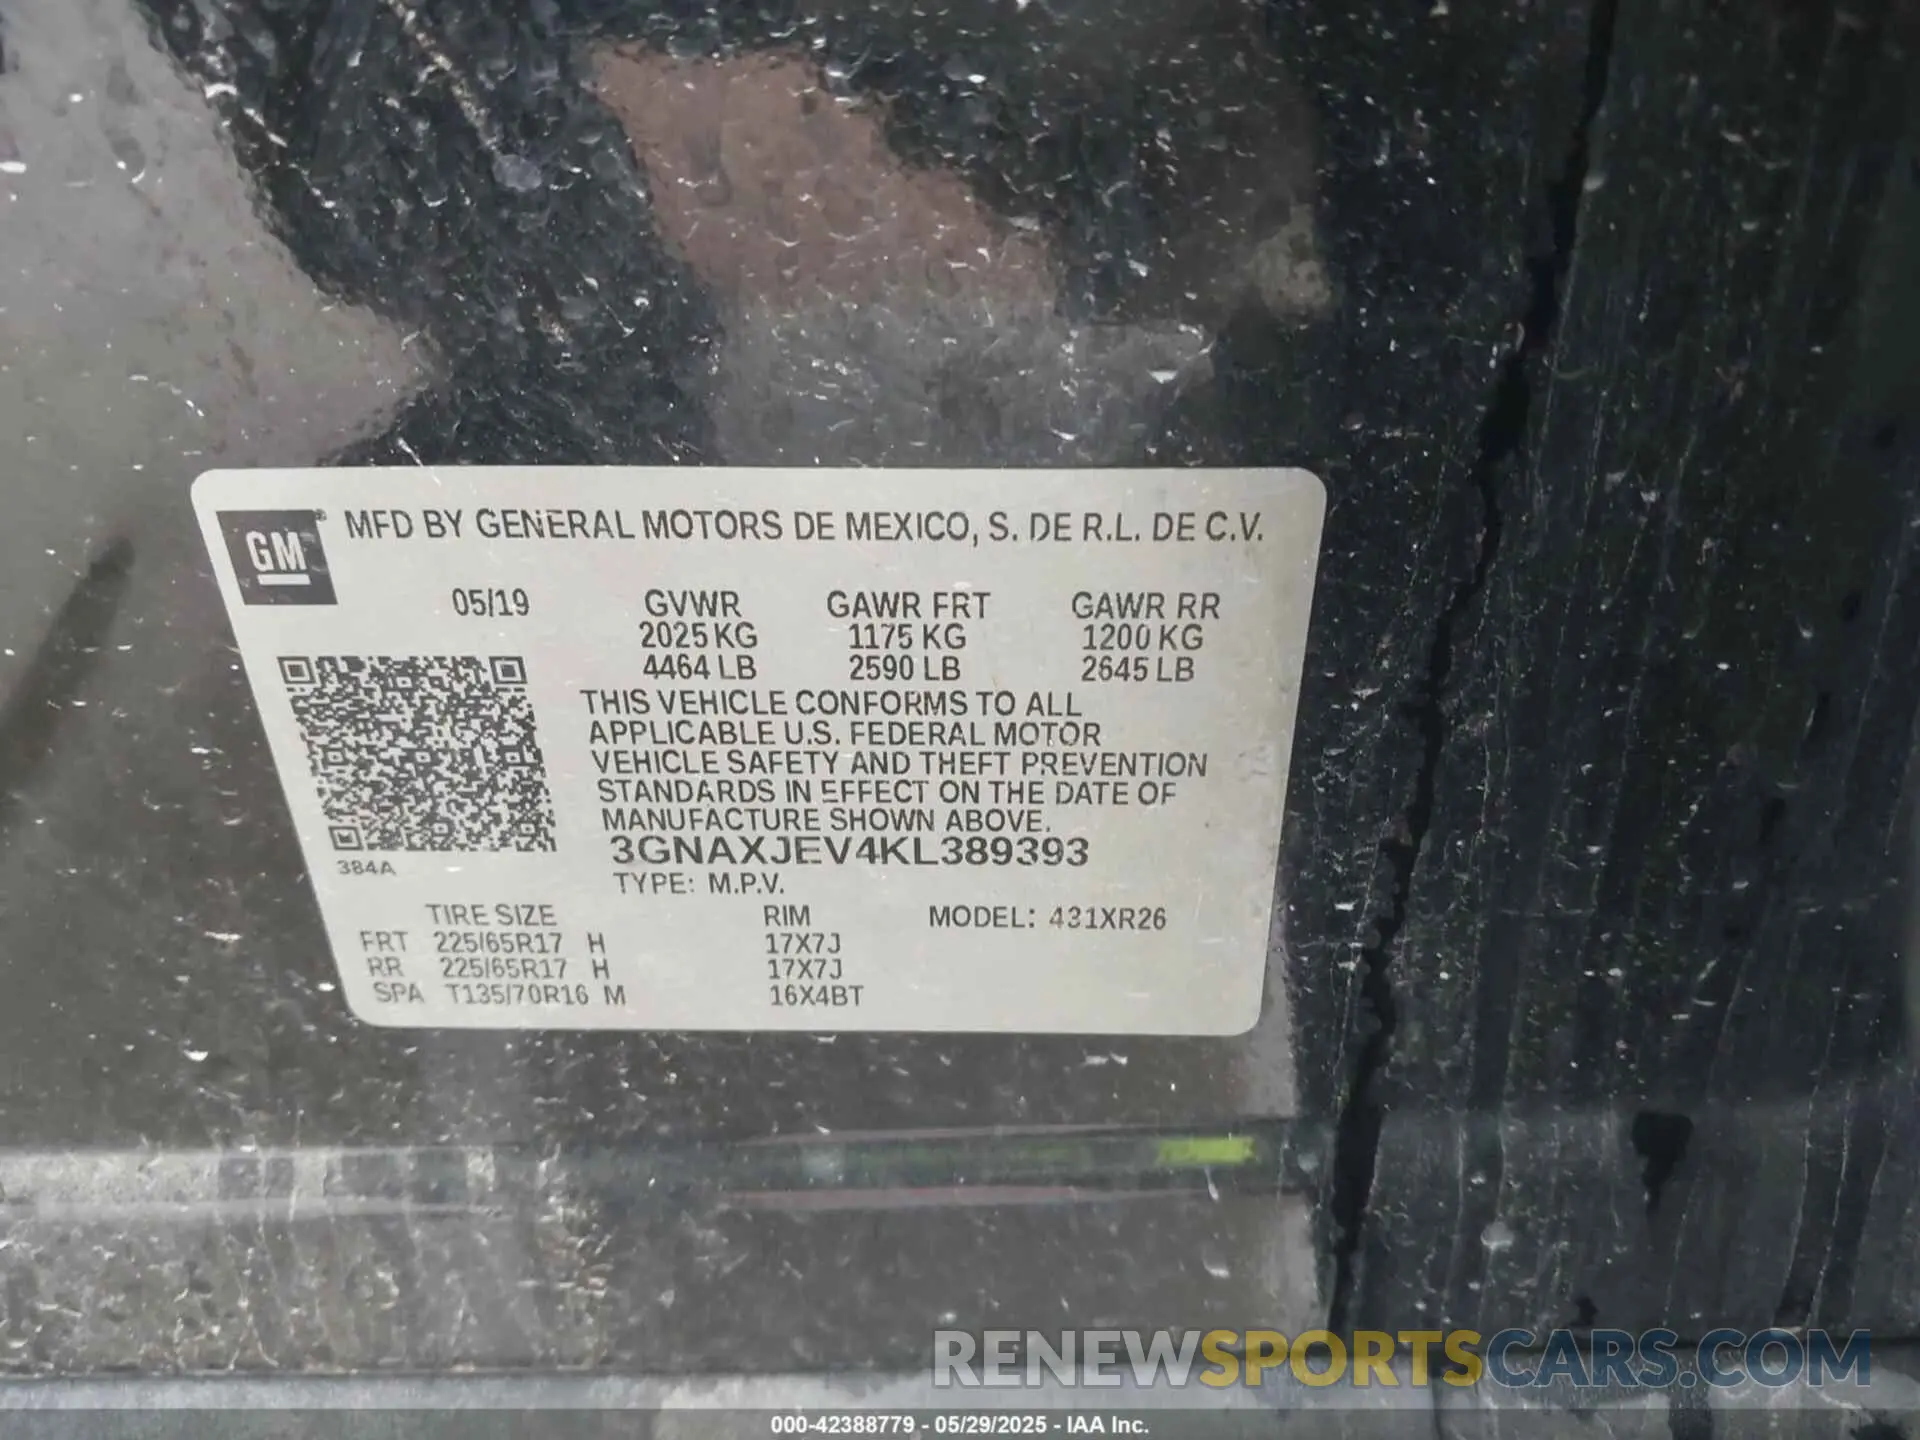 GM® MFD BY GENERAL MOTORS DE MEXICO, S. DE R.L. DE C.V.
05/19 GVWR GAWR FRT GAWR RR
2025 KG 1175 KG 1200 KG
4464 LB 2590 LB 2645 LB
THIS VEHICLE CONFORMS TO ALL
APPLICABLE U.S. FEDERAL MOTOR
VEHICLE SAFETY AND THEFT PREVENTION
STANDARDS IN EFFECT ON THE DATE OF
MANUFACTURE SHOWN ABOVE.
3GNAXJEV4KL389393
384A
TYPE: M.P.V.
TIRE SIZE RIM MODEL: 431XR26
FRT 225/65R17 H 17X7J
RR 225/65R17 H 17X7J
SPA T135/70R16 M 16X4BT
RENEWSPORTSCARS.COM
000-42388779 - 05/29/2025 - IAA Inc.